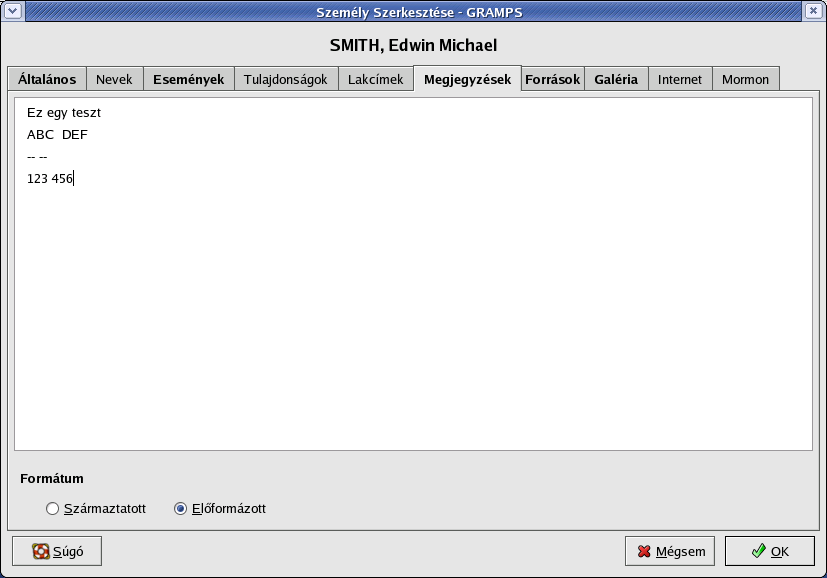 Személy Szerkesztése - GRAMPS
SMITH, Edwin Michael
Általános Nevek Események Tulajdonságok Lakcímek Megjegyzések Források Galéria Internet Mormon
Ez egy teszt
ABC  DEF
-- --
123 456
Formátum
Származtatott Előformázott
Súgó Mégsem OK